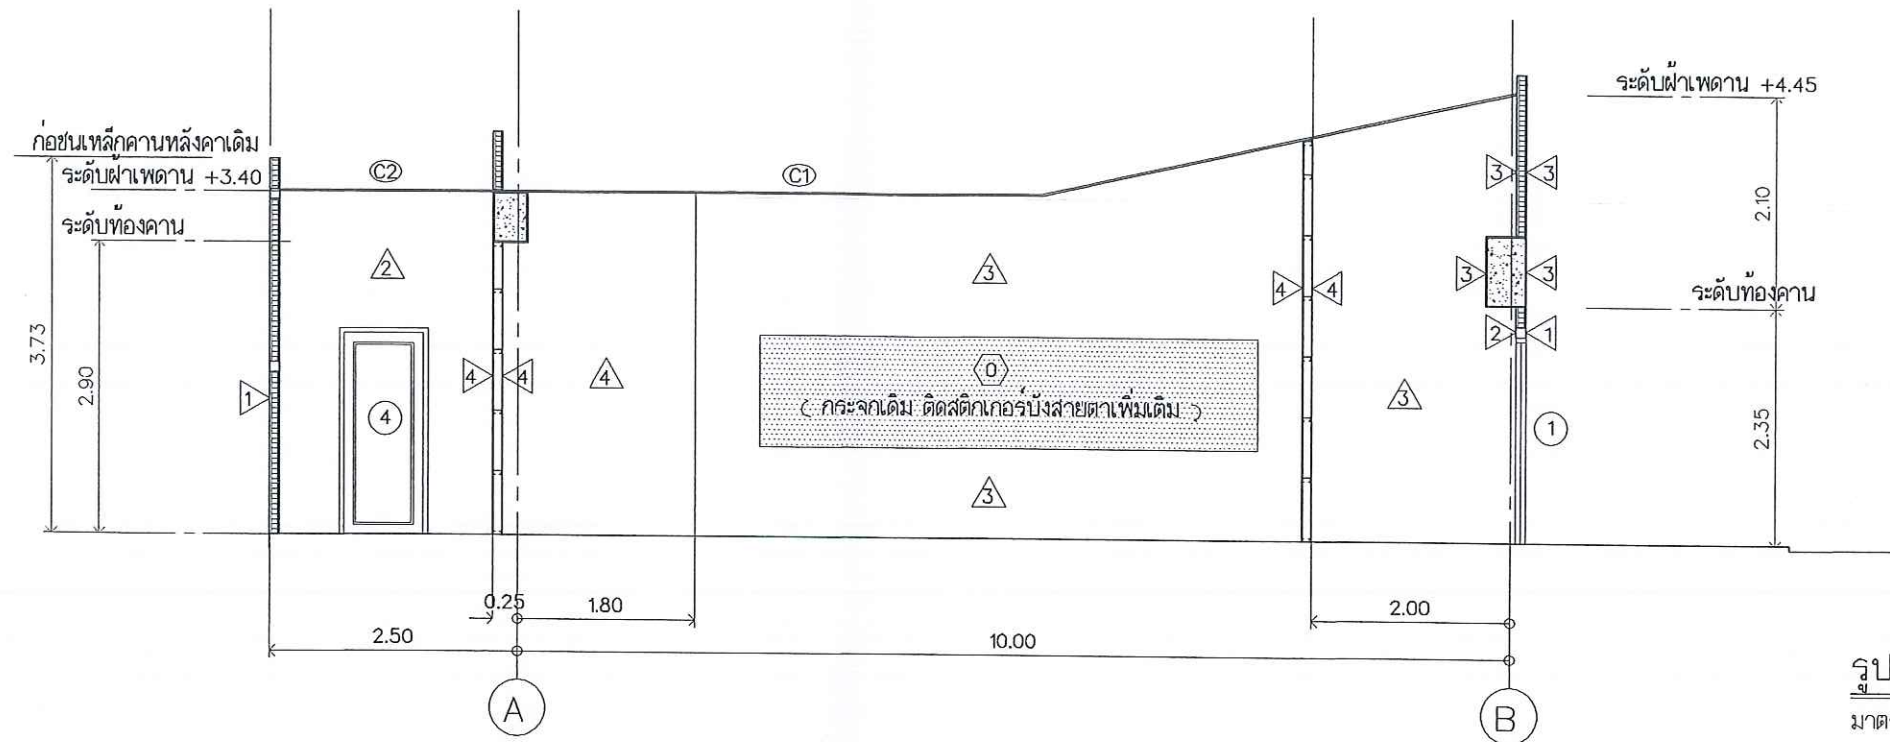 ระดับฝ้าเพดาน +4.45
ก่อชนเหล็กคานหลังคาเดิม
ระดับฝ้าเพดาน +3.40
C2
C1
3 3
ระดับท้องคาน
2
3
2.10
3 3
4 4
ระดับท้องคาน
3.73
2.90
2 1
0
( กระจกเดิม ติดสติกเกอร์บังสายตาเพิ่มเติม )
1
4
4 4
4
3
1
2.35
3
0.25
1.80
2.00
2.50
10.00
A
B
รูป
มาต